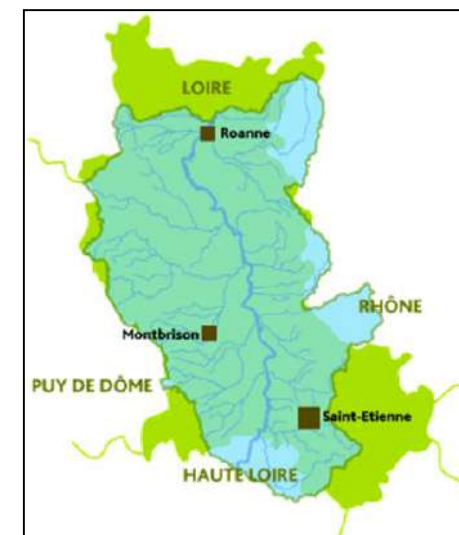 LOIRE
Roanne
RHÔNE
Montbrison
PUY DE DÔME
Saint-Etienne
HAUTE LOIRE